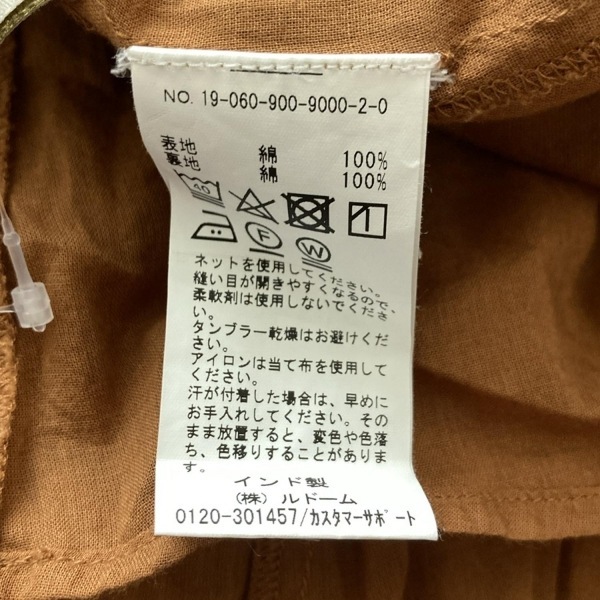 NO. 19-060-900-9000-2-0
表地 綿 100%
裏地 綿 100%
40
F
W
ネットを使用してください。
縫い目が開きやすくなるので、
柔軟剤は使用しないでくださ
い。
タンブラー乾燥はお避けくだ
さい。
アイロンは当て布を使用して
ください。
汗が付着した場合は、早めに
お手入れしてください。その
まま放置すると、変色や色落
ち、色移りすることがありま
す。
インド製
(株) ルドーム
0120-301457/カスタマーサポート